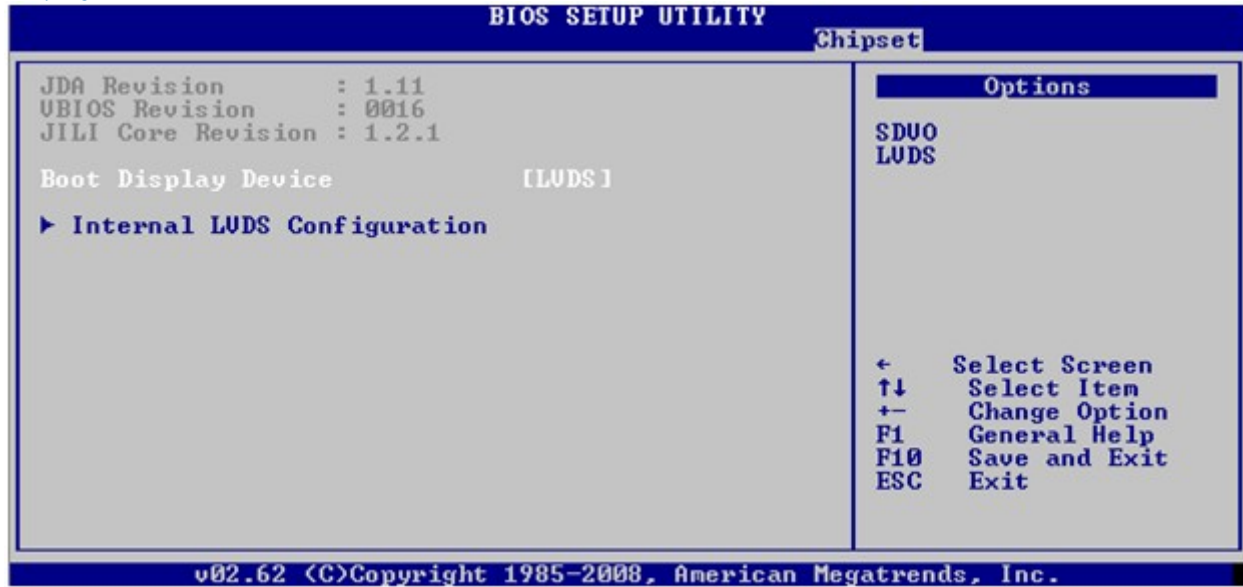 BIOS SETUP UTILITY
Chipset
JDA Revision : 1.11
VBIOS Revision : 0016
JILI Core Revision : 1.2.1
Boot Display Device [LVDS]
▶ Internal LVDS Configuration
Options
SDVO
LVDS
← Select Screen
↑↓ Select Item
+- Change Option
F1 General Help
F10 Save and Exit
ESC Exit
v02.62 (C)Copyright 1985-2008, American Megatrends, Inc.